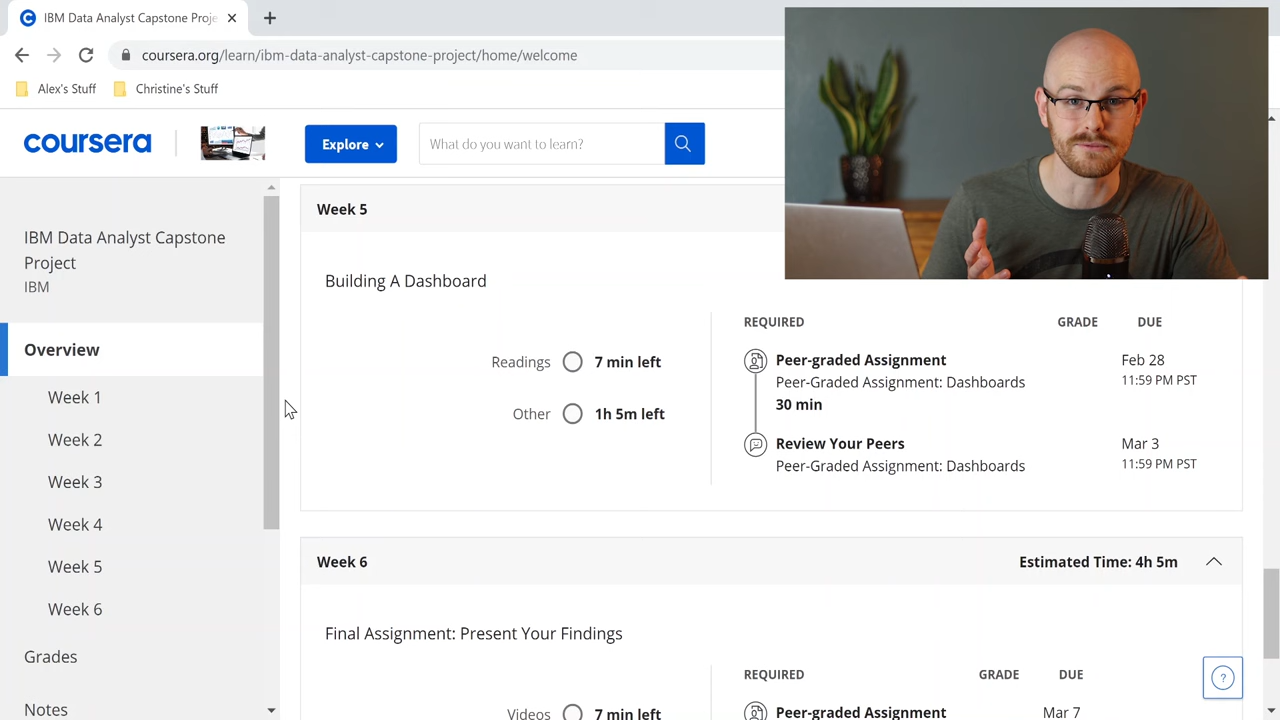 IBM Data Analyst Capstone Proje
coursera.org/learn/ibm-data-analyst-capstone-project/home/welcome
Alex's Stuff
Christine's Stuff
coursera
Explore
What do you want to learn?
IBM Data Analyst Capstone
Project
IBM
Overview
Week 1
Week 2
Week 3
Week 4
Week 5
Week 6
Grades
Notes
Week 5
Building A Dashboard
Readings 7 min left
Other 1h 5m left
REQUIRED GRADE DUE
Peer-graded Assignment Feb 28
Peer-Graded Assignment: Dashboards 11:59 PM PST
30 min
Review Your Peers Mar 3
Peer-Graded Assignment: Dashboards 11:59 PM PST
Week 6 Estimated Time: 4h 5m
Final Assignment: Present Your Findings
REQUIRED GRADE DUE
Videos 7 min left
Peer-graded Assignment Mar 7
?